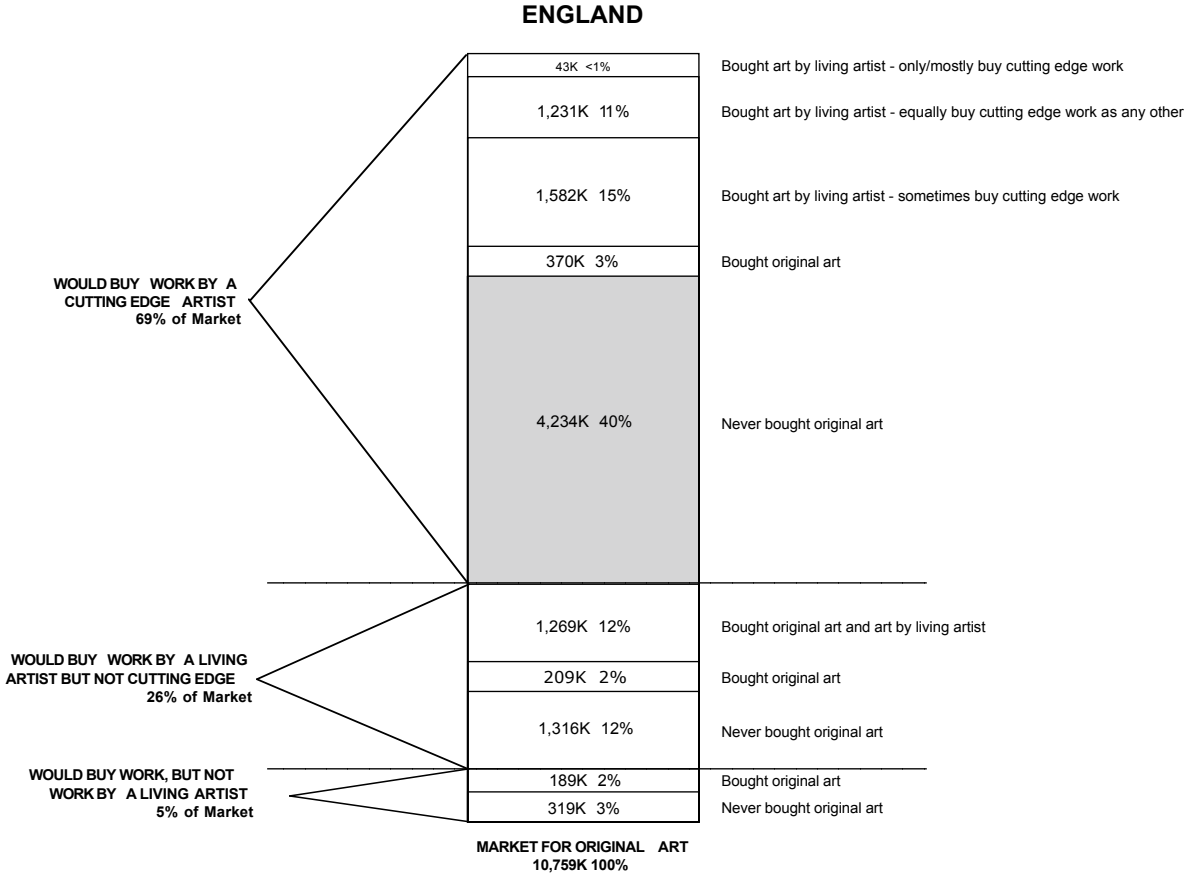 ENGLAND
43K <1%
Bought art by living artist - only/mostly buy cutting edge work
1,231K 11%
Bought art by living artist - equally buy cutting edge work as any other
1,582K 15%
Bought art by living artist - sometimes buy cutting edge work
370K 3%
Bought original art
WOULD BUY WORK BY A
CUTTING EDGE ARTIST
69% of Market
4,234K 40%
Never bought original art
1,269K 12%
Bought original art and art by living artist
WOULD BUY WORK BY A LIVING
ARTIST BUT NOT CUTTING EDGE
26% of Market
209K 2%
Bought original art
1,316K 12%
Never bought original art
WOULD BUY WORK, BUT NOT
WORK BY A LIVING ARTIST
5% of Market
189K 2%
Bought original art
319K 3%
Never bought original art
MARKET FOR ORIGINAL ART
10,759K 100%